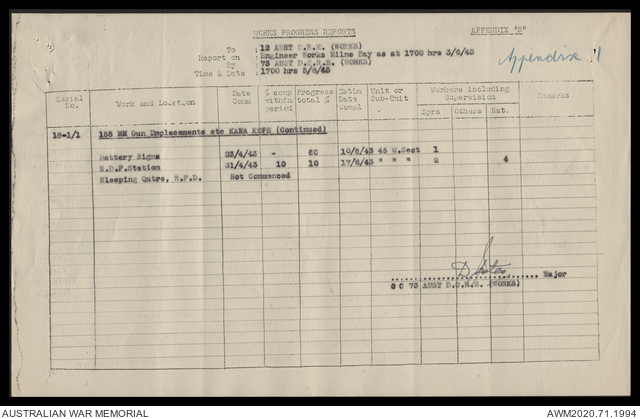 WORKS PROGRESS REPORTS
APPENDIX "B"
To : 12 AUST C.R.E. (WORKS)
Report on : Engineer Works Milne Bay as at 1700 hrs 3/6/43
By : 73 AUST D.C.R.E. (WORKS)
Time & Date : 1700 hrs 5/6/43
Appendix 1
Serial No. Work and Location Date Comm % comp within period Progress total % Estim Date Compl Unit or Sub-Unit Workers including Supervision Remarks
Sprs Others Nat.
18-1/1 155 MM Gun Emplacements etc KANA KOPE (Continued)
Battery Signs 23/4/43 - 60 10/6/43 45 W.Sect 1
R.D.F.Station 31/4/43 10 10 17/6/43 " " " 2 4
Sleeping Qutrs, R.F.D. Not Commenced
Major
O C 73 AUST D.C.R.E. (WORKS)
AUSTRALIAN WAR MEMORIAL
AWM2020.71.1994